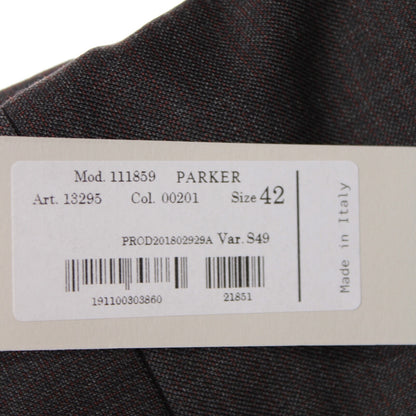 Mod. 111859 PARKER
Art. 13295 Col. 00201 Size 42
PROD201802929A Var. S49
191100303860 21851
Made in Italy